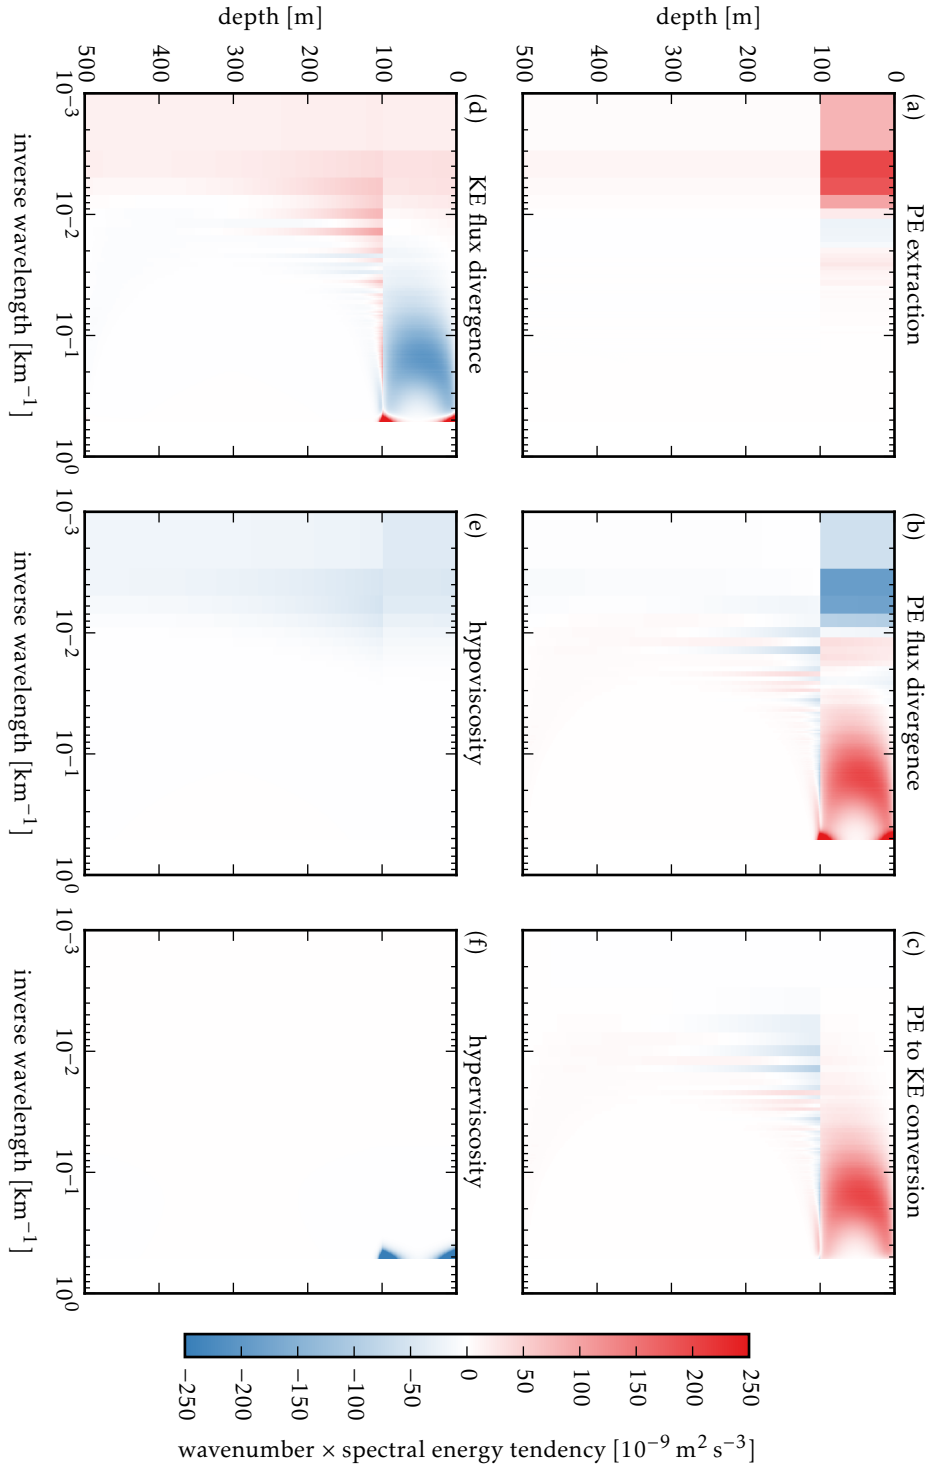 (a) PE extraction
(b) PE flux divergence
(c) PE to KE conversion
depth [m]
0
100
200
300
400
500
(d) KE flux divergence
(e) hypoviscosity
(f) hyperviscosity
depth [m]
0
100
200
300
400
500
10⁻³ 10⁻² 10⁻¹ 10⁰
inverse wavelength [km⁻¹]
10⁻³ 10⁻² 10⁻¹ 10⁰
inverse wavelength [km⁻¹]
10⁻³ 10⁻² 10⁻¹ 10⁰
inverse wavelength [km⁻¹]
250
200
150
100
50
0
−50
−100
−150
−200
−250
wavenumber × spectral energy tendency [10⁻⁹ m² s⁻³]